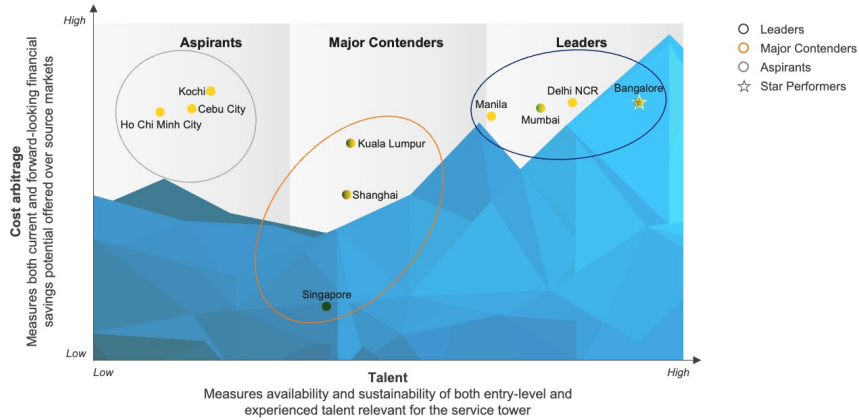 High
Aspirants
Major Contenders
Leaders
Kochi
Cebu City
Ho Chi Minh City
Manila
Delhi NCR
Mumbai
Bangalore
Kuala Lumpur
Shanghai
Singapore
Cost arbitrage
Measures both current and forward-looking financial
savings potential offered over source markets
Low
Low
High
Talent
Measures availability and sustainability of both entry-level and
experienced talent relevant for the service tower
Leaders
Major Contenders
Aspirants
Star Performers